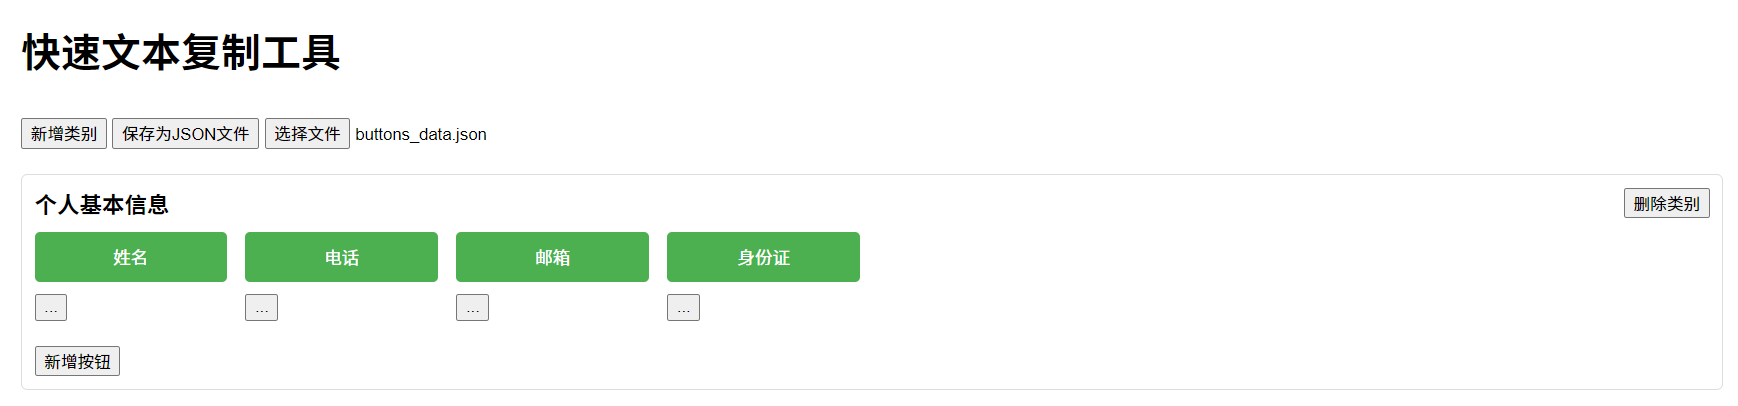 快速文本复制工具
新增类别 保存为JSON文件 选择文件 buttons_data.json
个人基本信息 删除类别
姓名 电话 邮箱 身份证
... ... ... ...
新增按钮